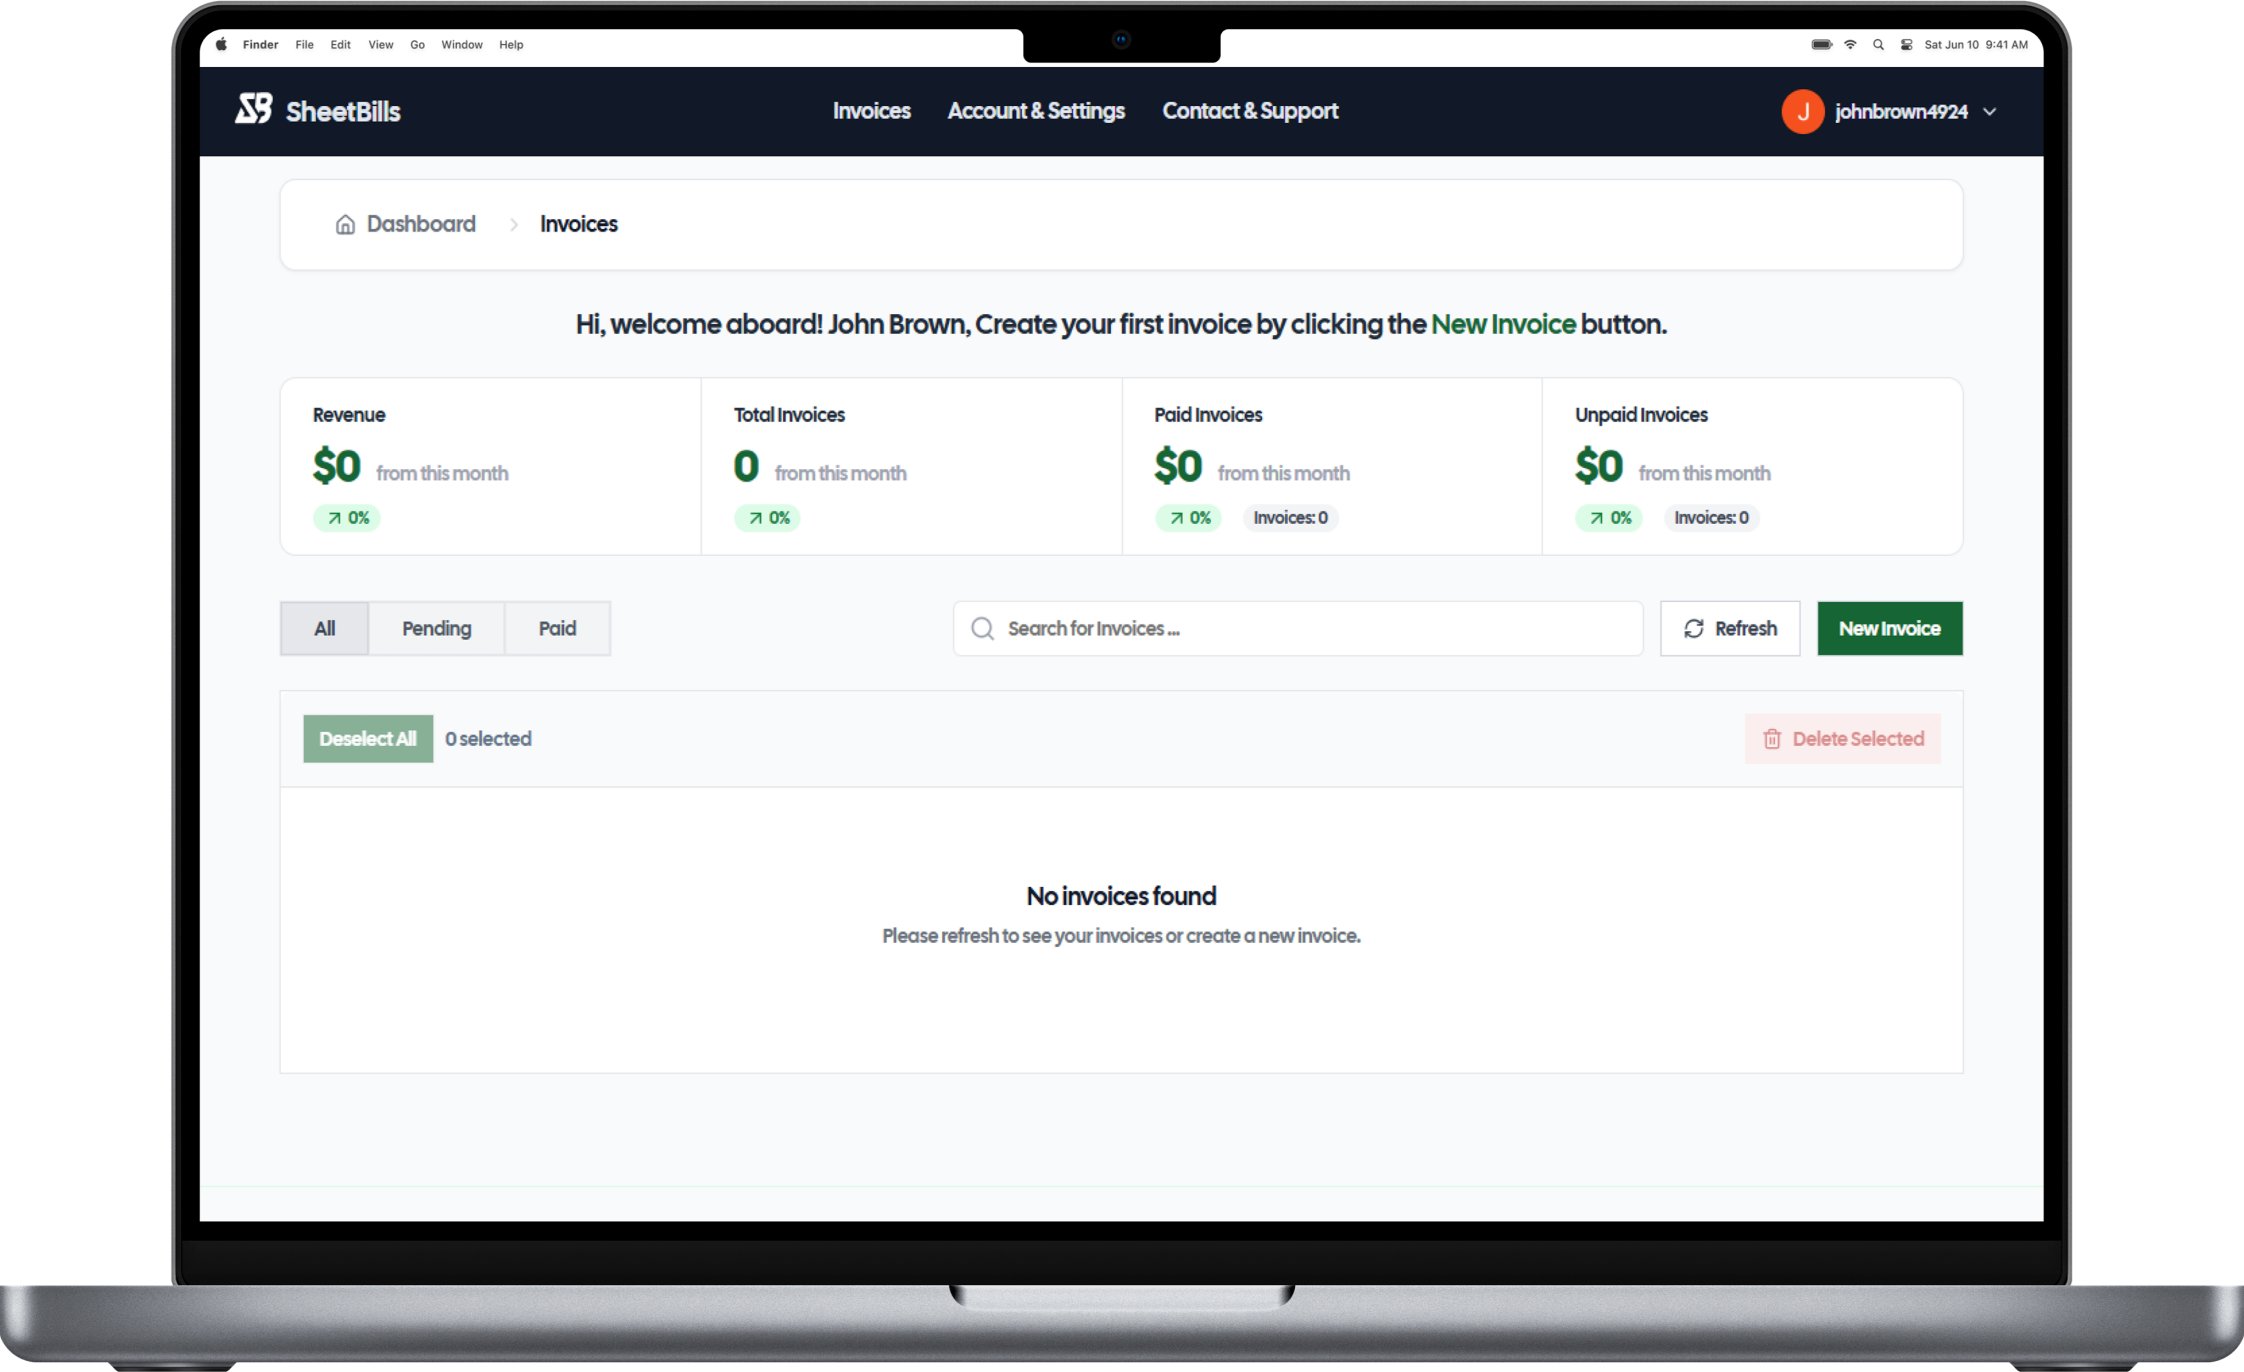 Finder File Edit View Go Window Help Sat Jun 10 9:41 AM
SB SheetBills Invoices Account & Settings Contact & Support J johnbrown4924
Dashboard Invoices
Hi, welcome aboard! John Brown, Create your first invoice by clicking the New Invoice button.
Revenue Total Invoices Paid Invoices Unpaid Invoices
$0 from this month 0 from this month $0 from this month $0 from this month
0% 0% 0% Invoices: 0 0% Invoices: 0
All Pending Paid Search for Invoices ... Refresh New Invoice
Deselect All 0 selected Delete Selected
No invoices found
Please refresh to see your invoices or create a new invoice.